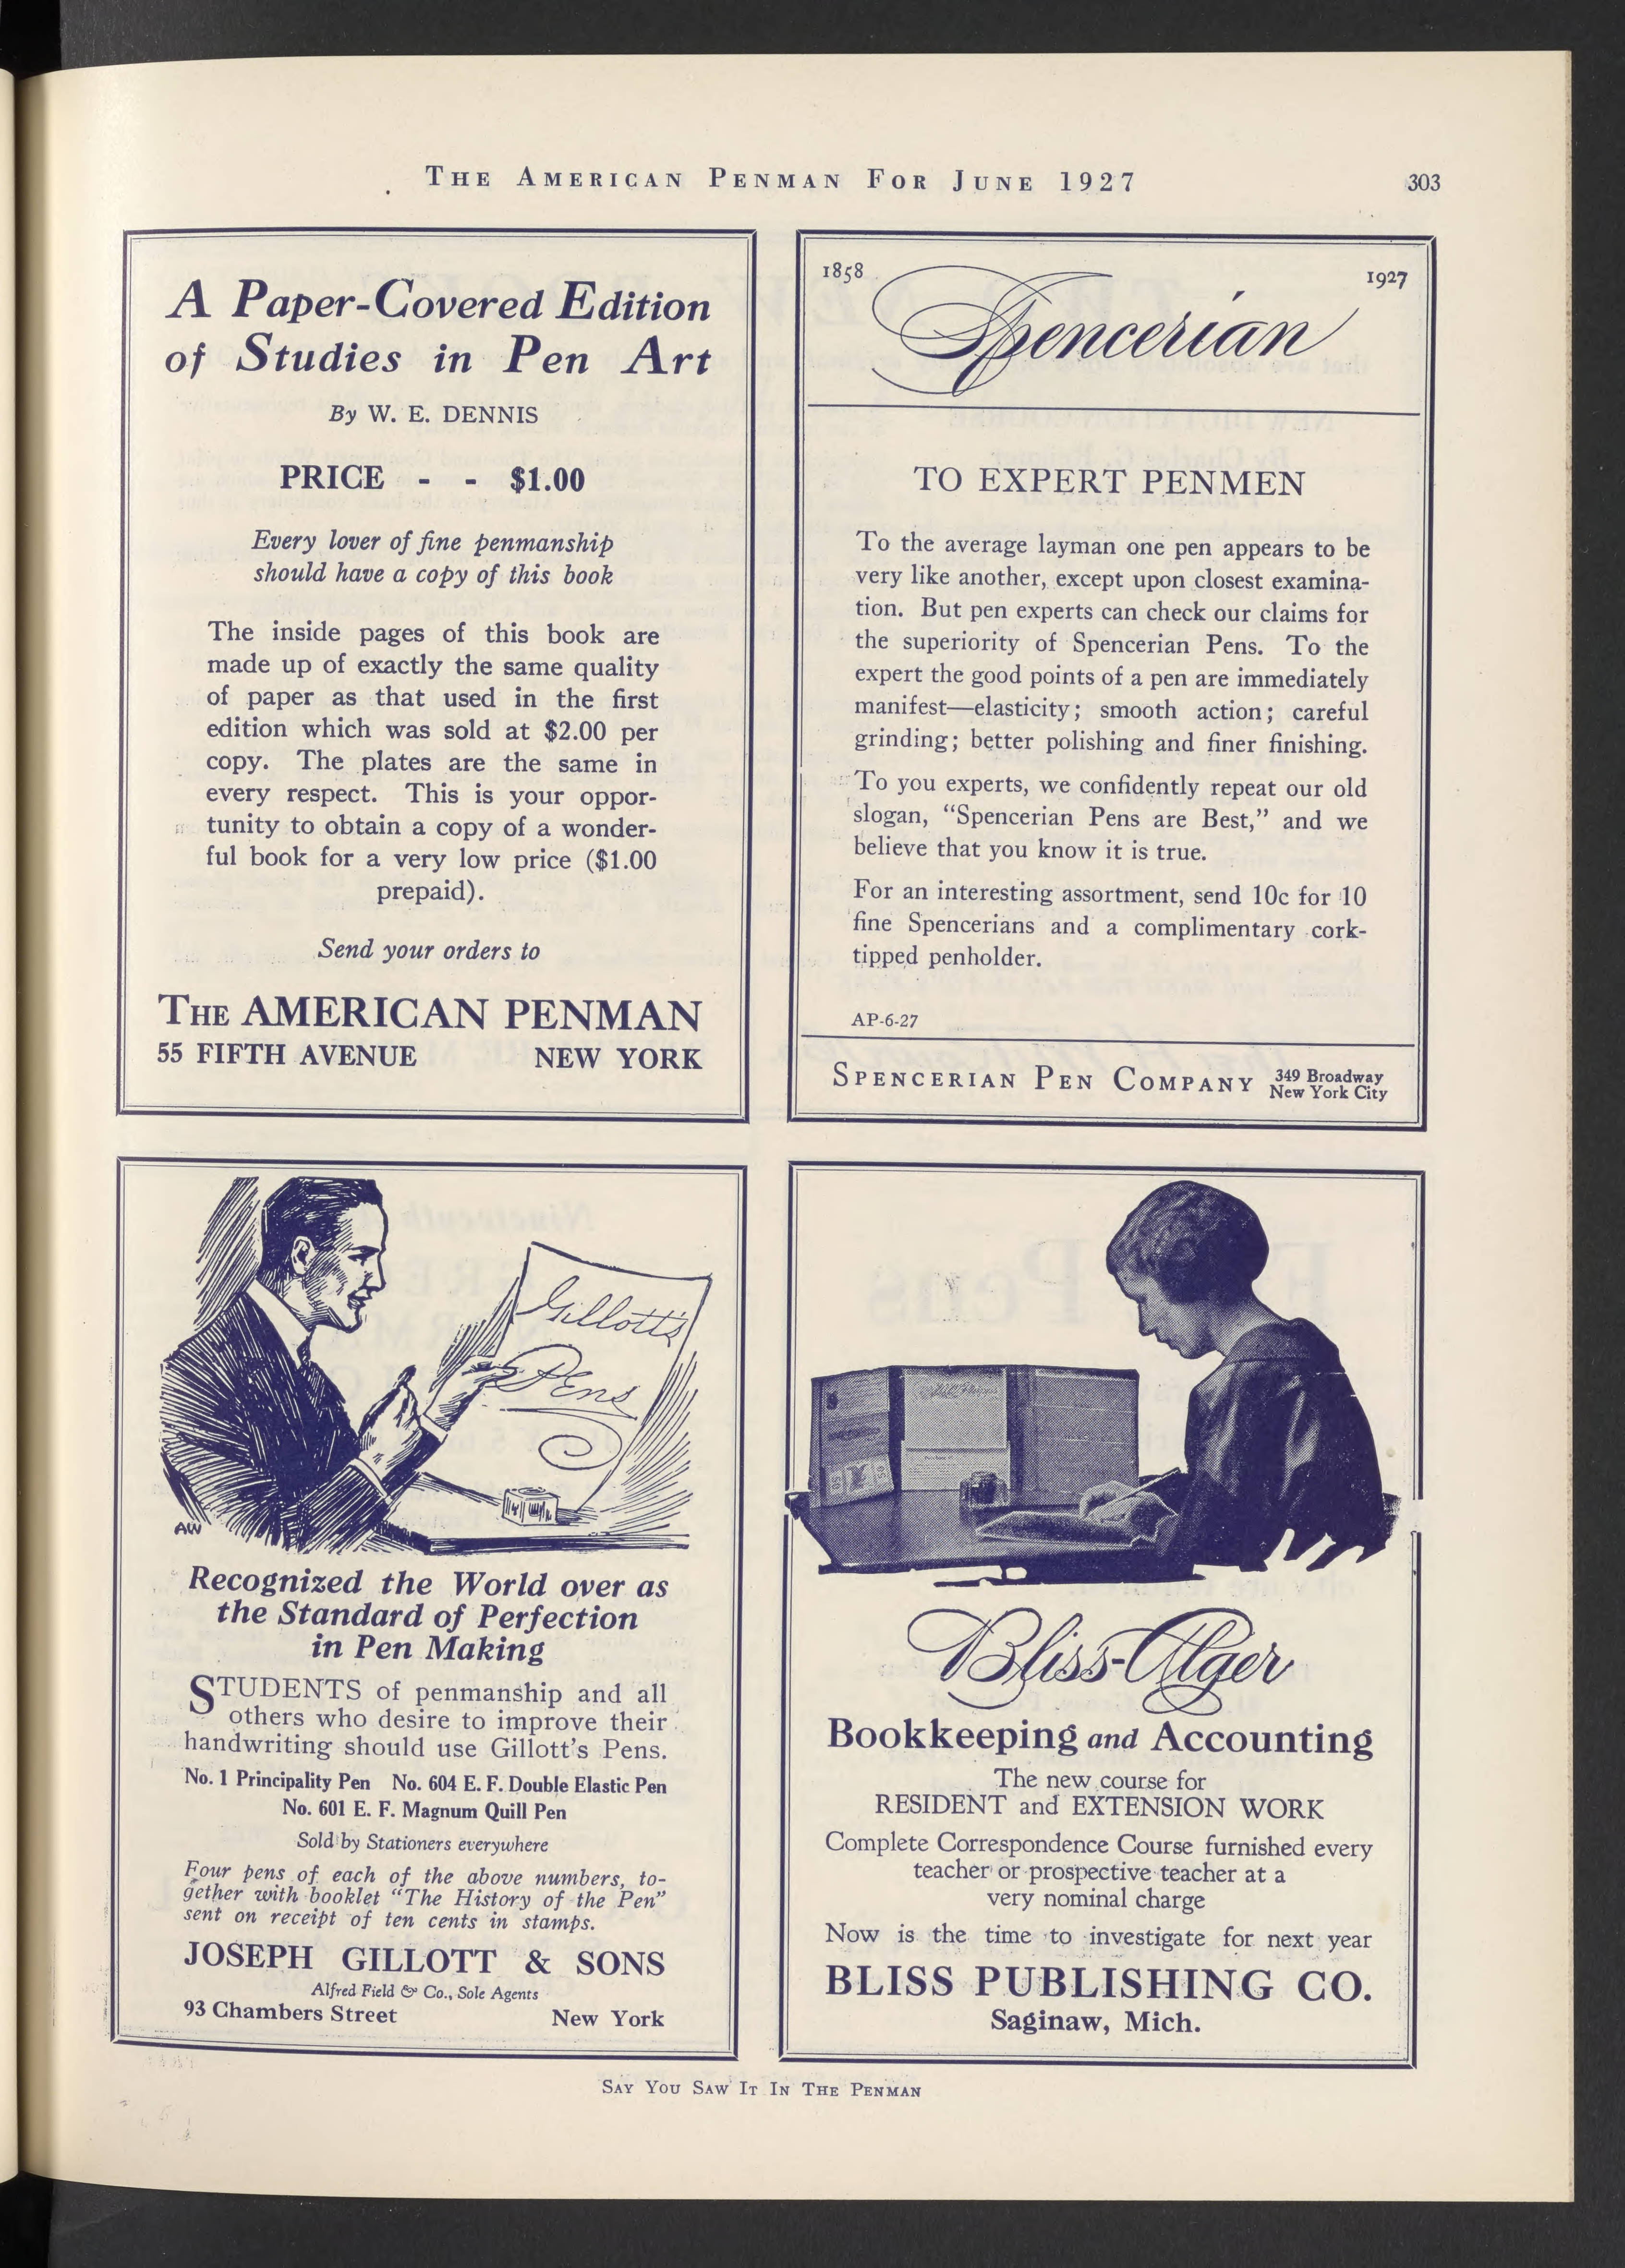 THE AMERICAN PENMAN FOR JUNE 1927
303
A Paper-Covered Edition
of Studies in Pen Art
By W. E. DENNIS
PRICE - - $1.00
Every lover of fine penmanship
should have a copy of this book
The inside pages of this book are
made up of exactly the same quality
of paper as that used in the first
edition which was sold at $2.00 per
copy. The plates are the same in
every respect. This is your oppor-
tunity to obtain a copy of a wonder-
ful book for a very low price ($1.00
prepaid).
Send your orders to
THE AMERICAN PENMAN
55 FIFTH AVENUE NEW YORK
1858
1927
Spencerian
TO EXPERT PENMEN
To the average layman one pen appears to be
very like another, except upon closest examina-
tion. But pen experts can check our claims for
the superiority of Spencerian Pens. To the
expert the good points of a pen are immediately
manifest—elasticity; smooth action; careful
grinding; better polishing and finer finishing.
To you experts, we confidently repeat our old
slogan, “Spencerian Pens are Best,” and we
believe that you know it is true.
For an interesting assortment, send 10c for 10
fine Spencerians and a complimentary cork-
tipped penholder.
AP-6-27
SPENCERIAN PEN COMPANY
349 Broadway
New York City
Gillott's
Pens
AW
Recognized the World over as
the Standard of Perfection
in Pen Making
STUDENTS of penmanship and all
others who desire to improve their
handwriting should use Gillott's Pens.
No. 1 Principality Pen No. 604 E. F. Double Elastic Pen
No. 601 E. F. Magnum Quill Pen
Sold by Stationers everywhere
Four pens of each of the above numbers, to-
gether with booklet “The History of the Pen”
sent on receipt of ten cents in stamps.
JOSEPH GILLOTT & SONS
Alfred Field & Co., Sole Agents
93 Chambers Street New York
Bliss-Alger
Bookkeeping and Accounting
The new course for
RESIDENT and EXTENSION WORK
Complete Correspondence Course furnished every
teacher or prospective teacher at a
very nominal charge
Now is the time to investigate for next year
BLISS PUBLISHING CO.
Saginaw, Mich.
SAY YOU SAW IT IN THE PENMAN